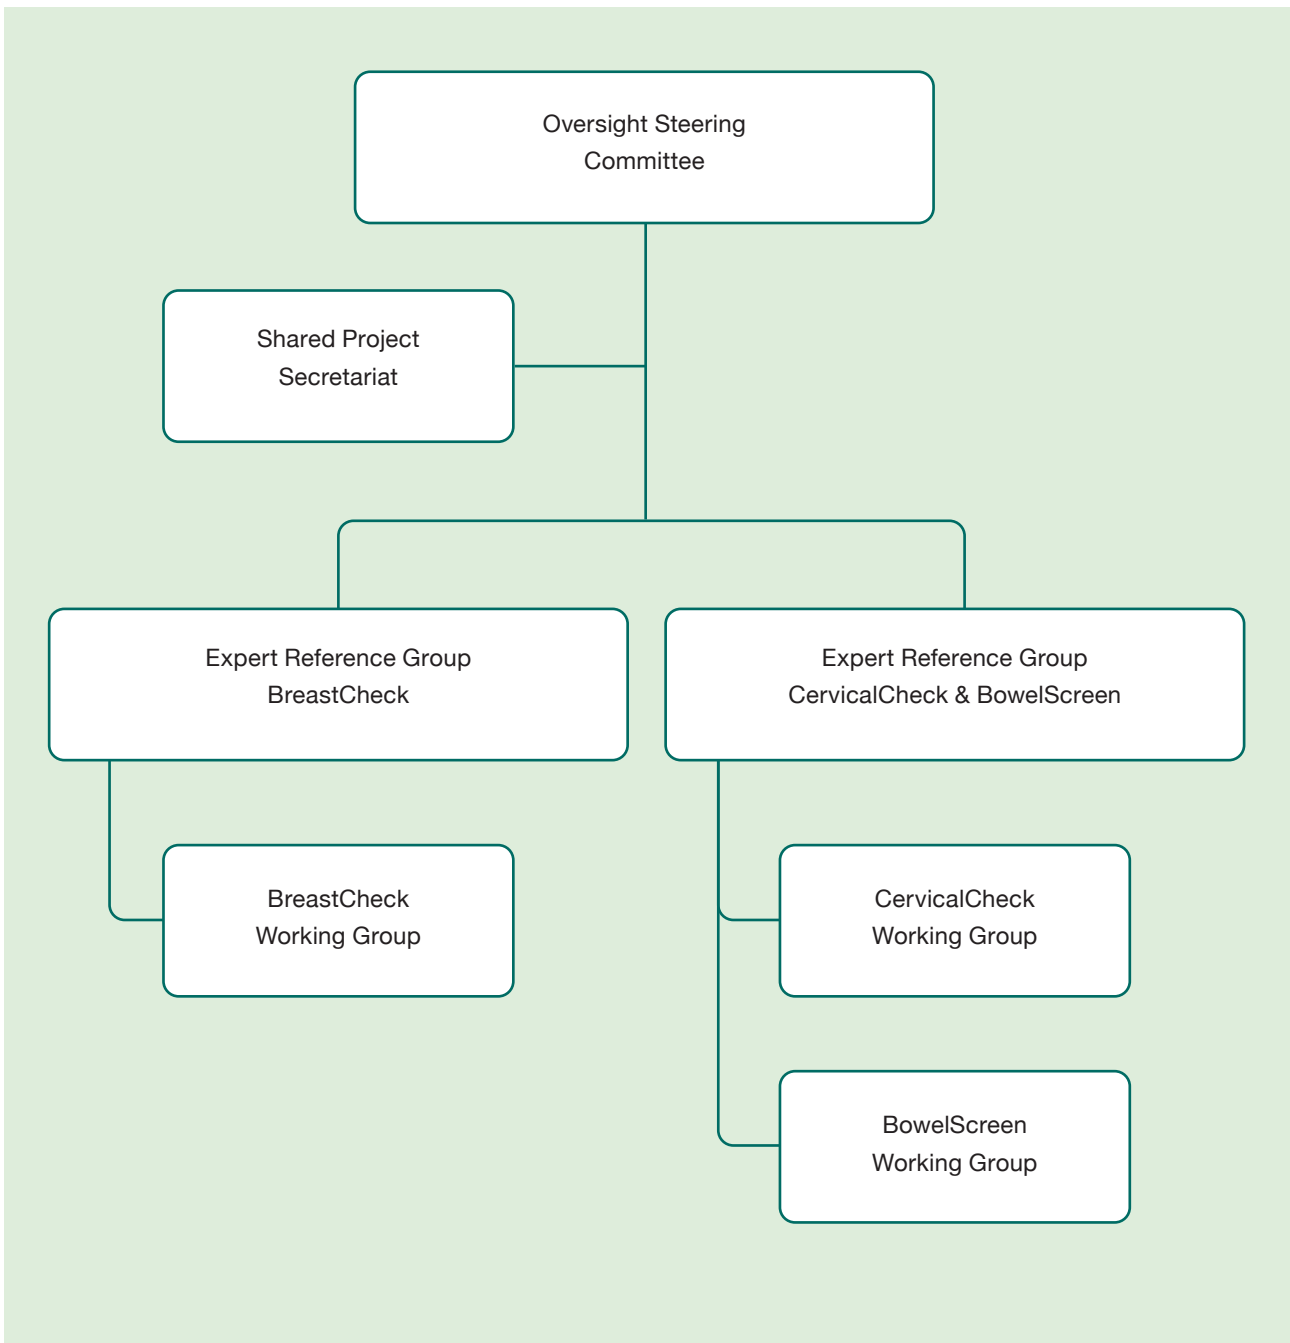 Oversight Steering
Committee
Shared Project
Secretariat
Expert Reference Group
BreastCheck
Expert Reference Group
CervicalCheck & BowelScreen
BreastCheck
Working Group
CervicalCheck
Working Group
BowelScreen
Working Group